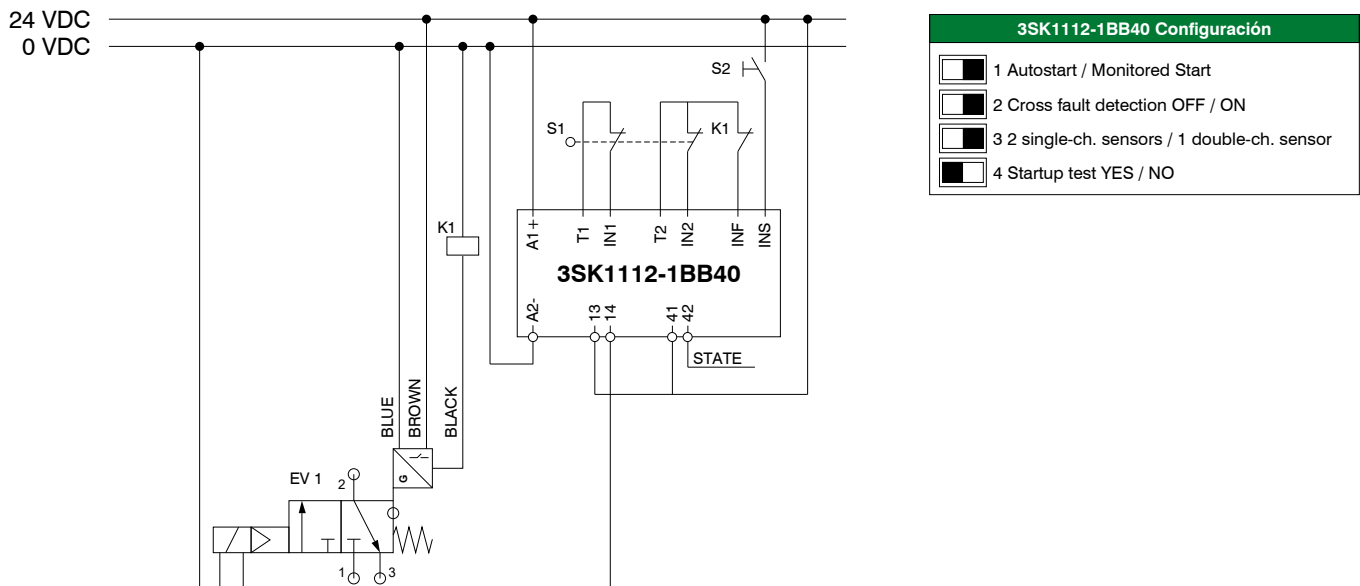 24 VDC
0 VDC
3SK1112-1BB40 Configuración
1 Autostart / Monitored Start
2 Cross fault detection OFF / ON
3 2 single-ch. sensors / 1 double-ch. sensor
4 Startup test YES / NO
S2
S1
K1
K1
A1+
T1
IN1
T2
IN2
INF
INS
3SK1112-1BB40
A2-
13
14
41
42
STATE
BLUE
BROWN
BLACK
EV 1
2
G
1
3